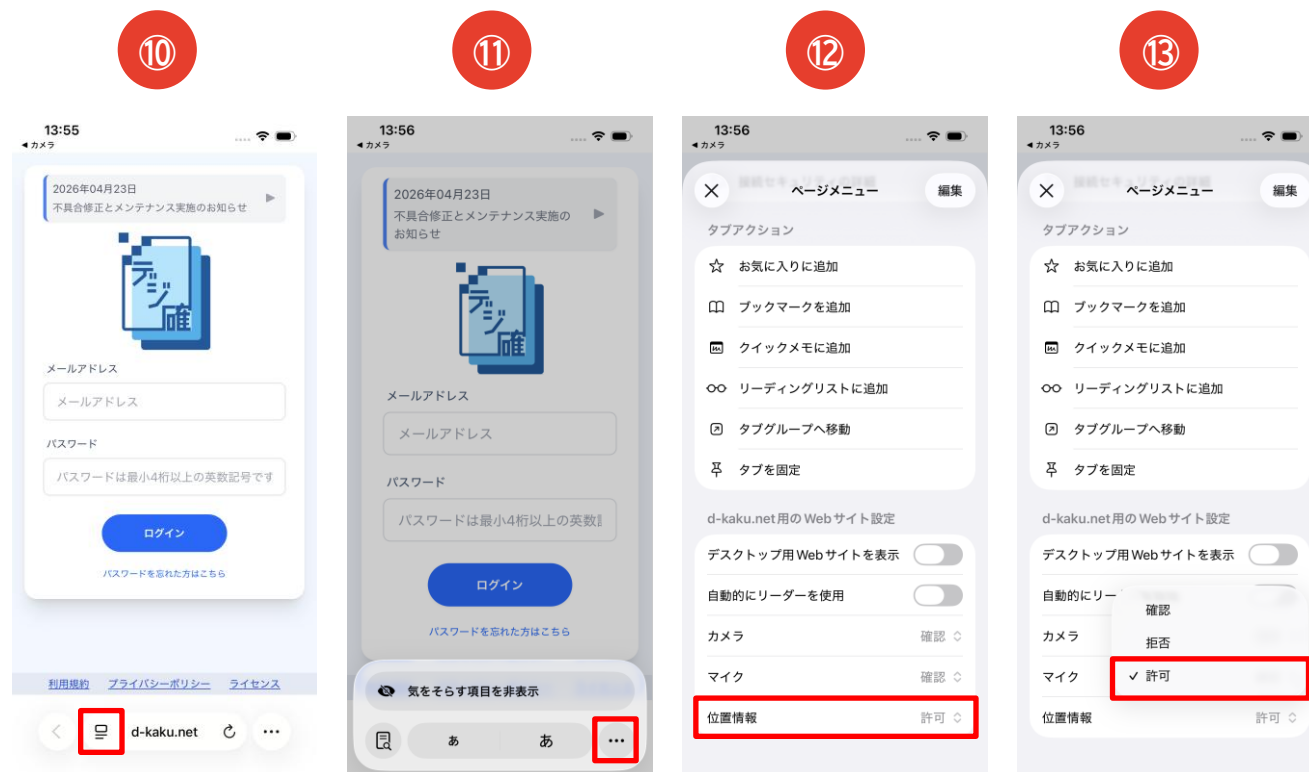 ⑩
⑪
⑫
⑬
13:55
◀カメラ
2026年04月23日
不具合修正とメンテナンス実施のお知らせ
▶
デジ確
メールアドレス
メールアドレス
パスワード
パスワードは最小4桁以上の英数記号です
ログイン
パスワードを忘れた方はこちら
利用規約 プライバシーポリシー ライセンス
d-kaku.net
13:56
◀カメラ
2026年04月23日
不具合修正とメンテナンス実施の
お知らせ
▶
デジ確
メールアドレス
メールアドレス
パスワード
パスワードは最小4桁以上の英数
ログイン
パスワードを忘れた方はこちら
気をそらす項目を非表示
あ あ
13:56
◀カメラ
ページメニュー 編集
タブアクション
お気に入りに追加
ブックマークを追加
クイックメモに追加
リーディングリストに追加
タブグループへ移動
タブを固定
d-kaku.net用のWebサイト設定
デスクトップ用Webサイトを表示
自動的にリーダーを使用
カメラ 確認
マイク 確認
位置情報 許可
13:56
◀カメラ
ページメニュー 編集
タブアクション
お気に入りに追加
ブックマークを追加
クイックメモに追加
リーディングリストに追加
タブグループへ移動
タブを固定
d-kaku.net用のWebサイト設定
デスクトップ用Webサイトを表示
自動的にリー
確認
カメラ
拒否
マイク
✓ 許可
位置情報 許可